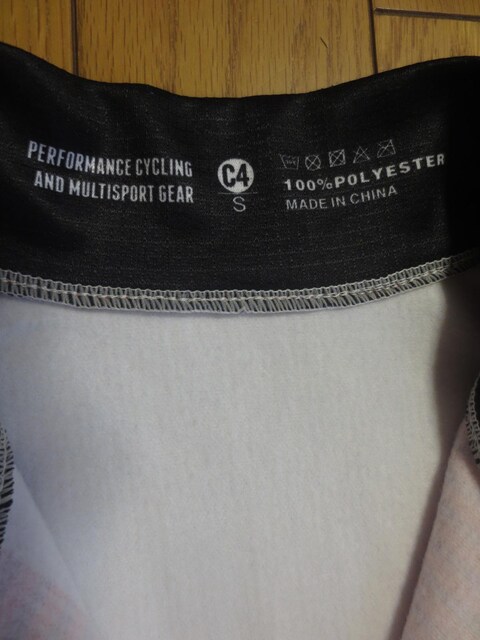 PERFORMANCE CYCLING
AND MULTISPORT GEAR
C4
S
100%POLYESTER
MADE IN CHINA